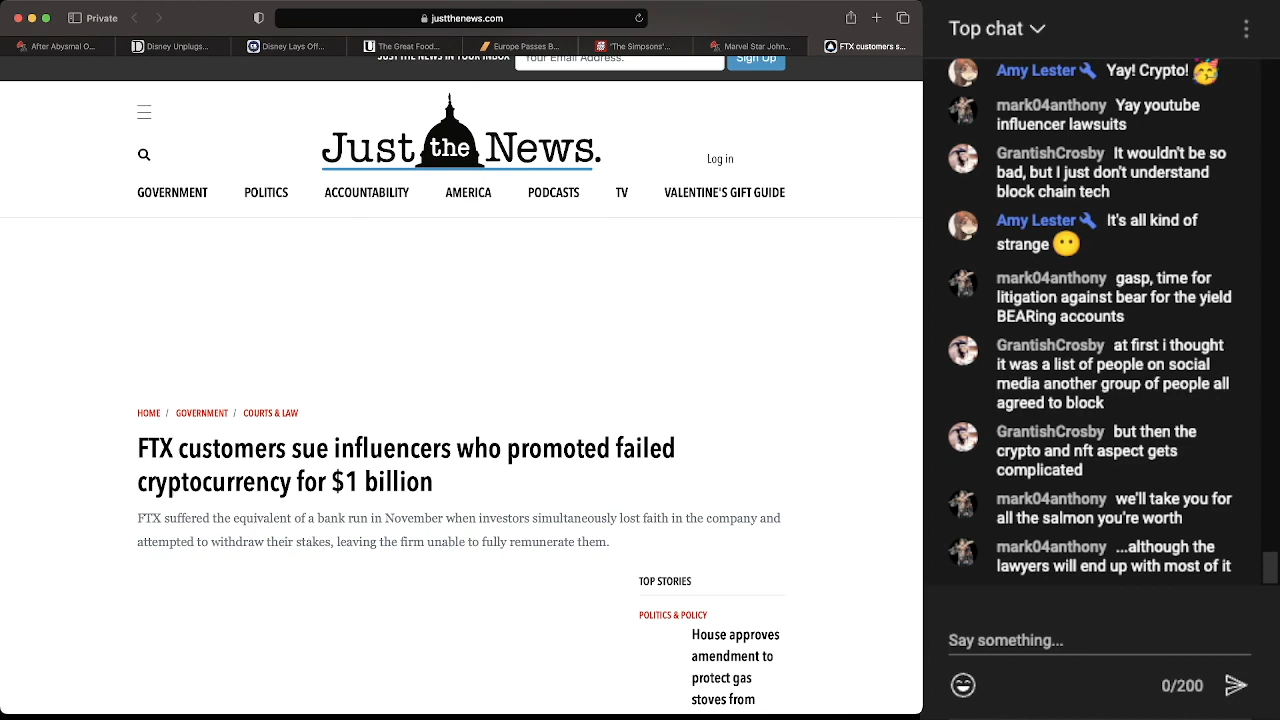 Private
justthenews.com
After Abysmal O...
Disney Unplugs...
Disney Lays Off...
The Great Food...
Europe Passes B...
'The Simpsons'...
Marvel Star John...
FTX customers s...
JUST THE NEWS IN YOUR INBOX
Your Email Address.
Sign Up
Just the News.
Log in
GOVERNMENT
POLITICS
ACCOUNTABILITY
AMERICA
PODCASTS
TV
VALENTINE'S GIFT GUIDE
HOME / GOVERNMENT / COURTS & LAW
FTX customers sue influencers who promoted failed
cryptocurrency for $1 billion
FTX suffered the equivalent of a bank run in November when investors simultaneously lost faith in the company and
attempted to withdraw their stakes, leaving the firm unable to fully remunerate them.
TOP STORIES
POLITICS & POLICY
House approves
amendment to
protect gas
stoves from
Top chat
Amy Lester Yay! Crypto!
mark04anthony Yay youtube
influencer lawsuits
GrantishCrosby It wouldn't be so
bad, but I just don't understand
block chain tech
Amy Lester It's all kind of
strange
mark04anthony gasp, time for
litigation against bear for the yield
BEARing accounts
GrantishCrosby at first i thought
it was a list of people on social
media another group of people all
agreed to block
GrantishCrosby but then the
crypto and nft aspect gets
complicated
mark04anthony we'll take you for
all the salmon you're worth
mark04anthony ...although the
lawyers will end up with most of it
Say something...
0/200